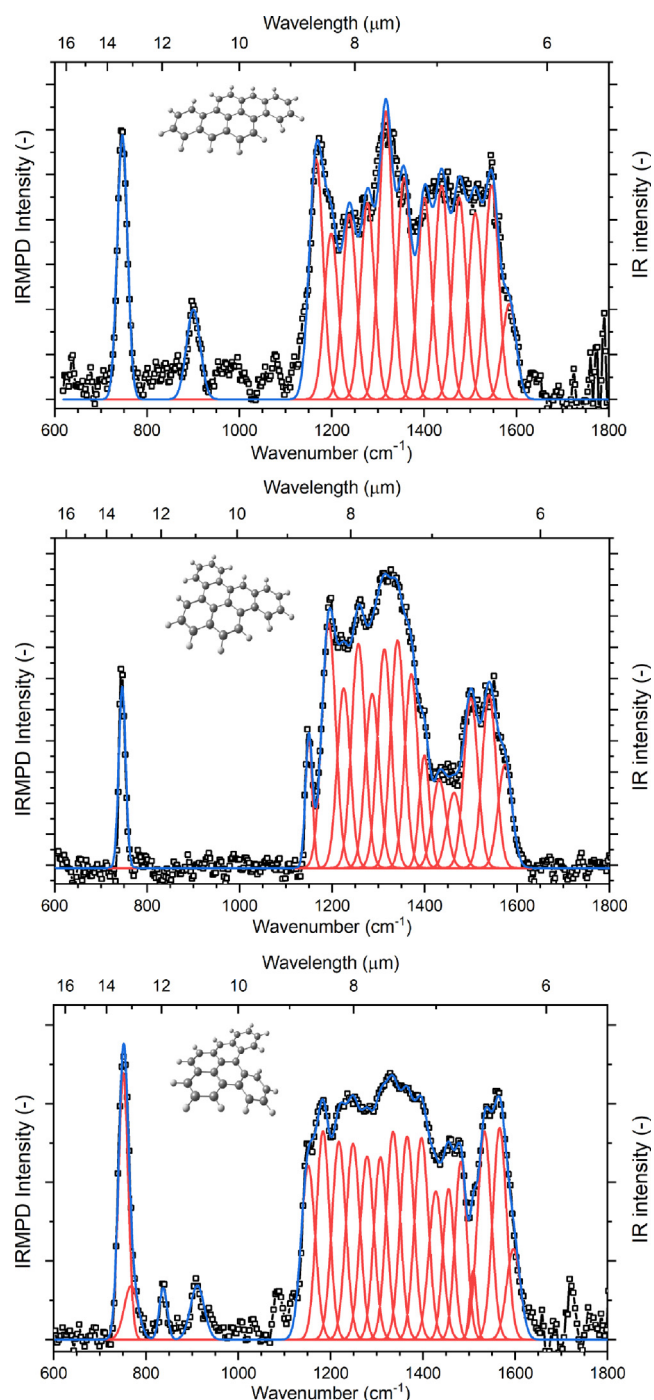 Wavelength (μm)
16 14 12 10 8 6
IRMPD Intensity (-)
IR intensity (-)
600 800 1000 1200 1400 1600 1800
Wavenumber (cm⁻¹)
Wavelength (μm)
16 14 12 10 8 6
IRMPD Intensity (-)
IR intensity (-)
600 800 1000 1200 1400 1600 1800
Wavenumber (cm⁻¹)
Wavelength (μm)
16 14 12 10 8 6
IRMPD Intensity (-)
IR intensity (-)
600 800 1000 1200 1400 1600 1800
Wavenumber (cm⁻¹)